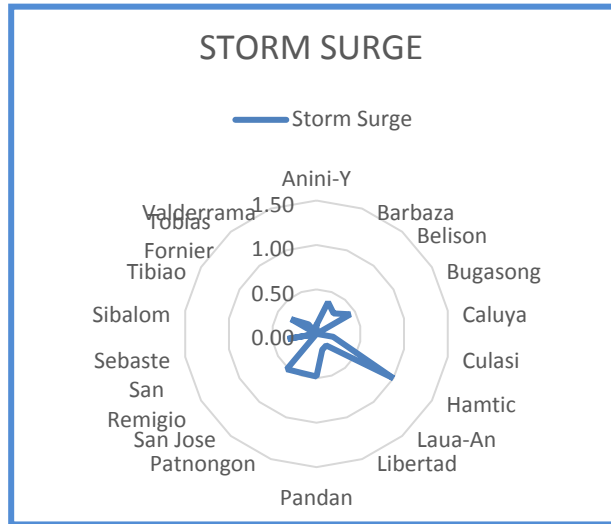 STORM SURGE
Storm Surge
Anini-Y
Barbaza
Belison
Bugasong
Caluya
Culasi
Hamtic
Laua-An
Libertad
Pandan
Patnongon
San Jose
San
Remigio
Sebaste
Sibalom
Tibiao
Tobias
Fornier
Valderrama
1.50
1.00
0.50
0.00